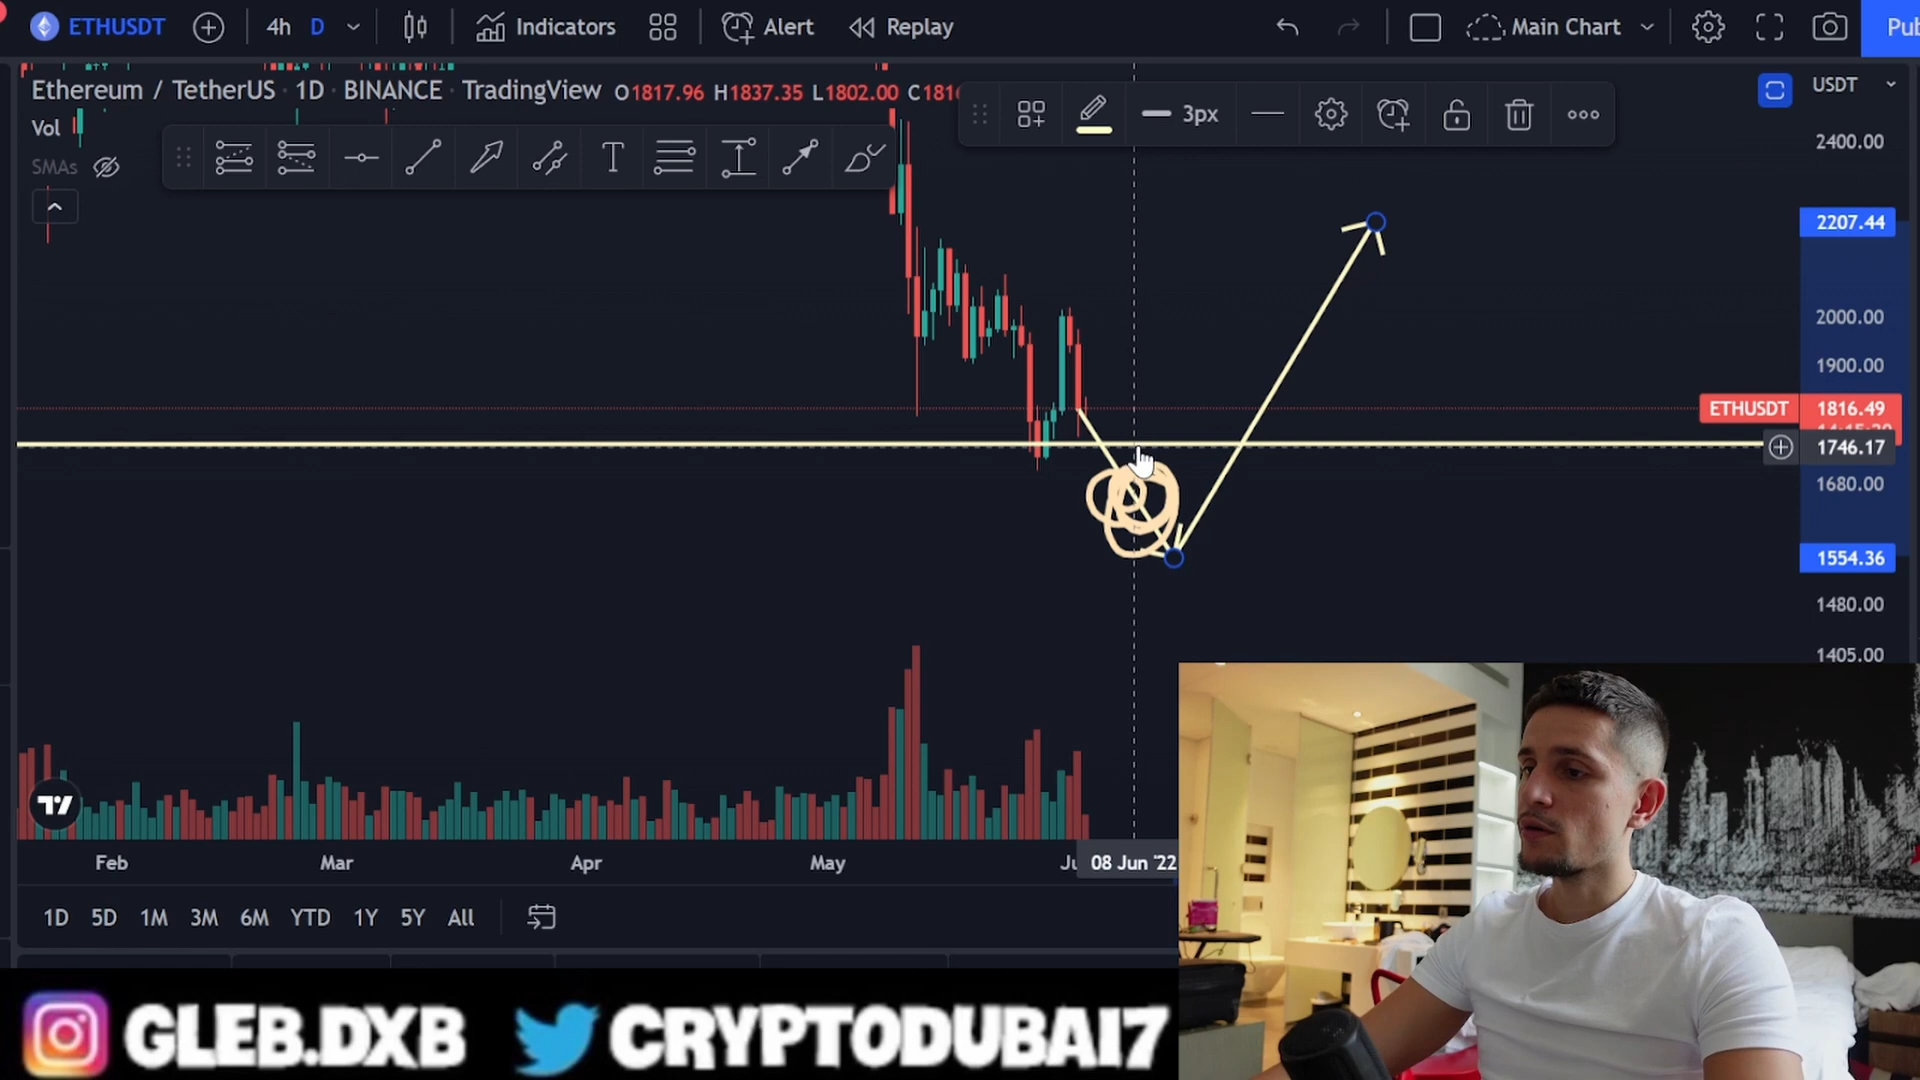 ETHUSDT 4h D Indicators Alert Replay Main Chart Pub
Ethereum / TetherUS · 1D · BINANCE · TradingView O1817.96 H1837.35 L1802.00 C1816
3px
USDT
Vol
SMAs
T
2400.00
2207.44
2000.00
1900.00
ETHUSDT 1816.49
1746.17
1680.00
1554.36
1480.00
1405.00
Feb Mar Apr May 08 Jun '22
1D 5D 1M 3M 6M YTD 1Y 5Y All
GLEB.DXB CRYPTODUBAI7